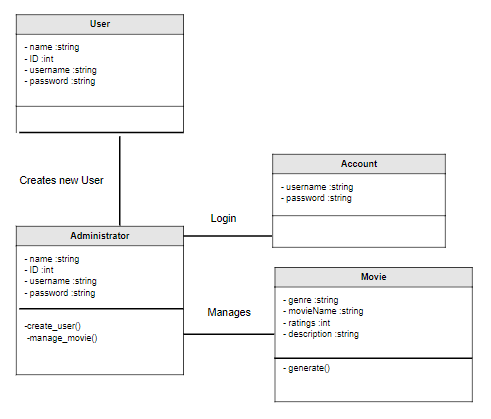 User
- name :string
- ID :int
- username :string
- password :string
Creates new User
Account
- username :string
- password :string
Login
Administrator
- name :string
- ID :int
- username :string
- password :string
-create_user()
-manage_movie()
Manages
Movie
- genre :string
- movieName :string
- ratings :int
- description :string
- generate()